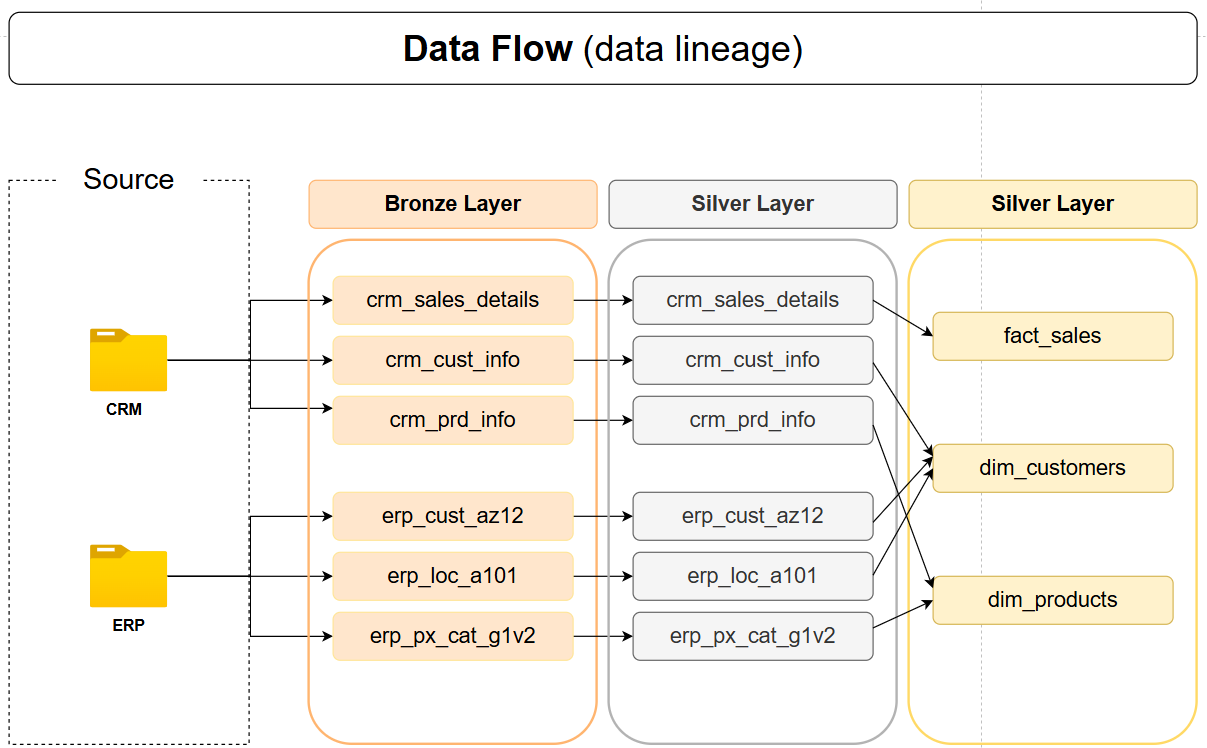 Data Flow (data lineage)
Source
Bronze Layer
Silver Layer
Silver Layer
crm_sales_details
crm_sales_details
fact_sales
crm_cust_info
crm_cust_info
CRM
crm_prd_info
crm_prd_info
dim_customers
erp_cust_az12
erp_cust_az12
erp_loc_a101
erp_loc_a101
dim_products
ERP
erp_px_cat_g1v2
erp_px_cat_g1v2